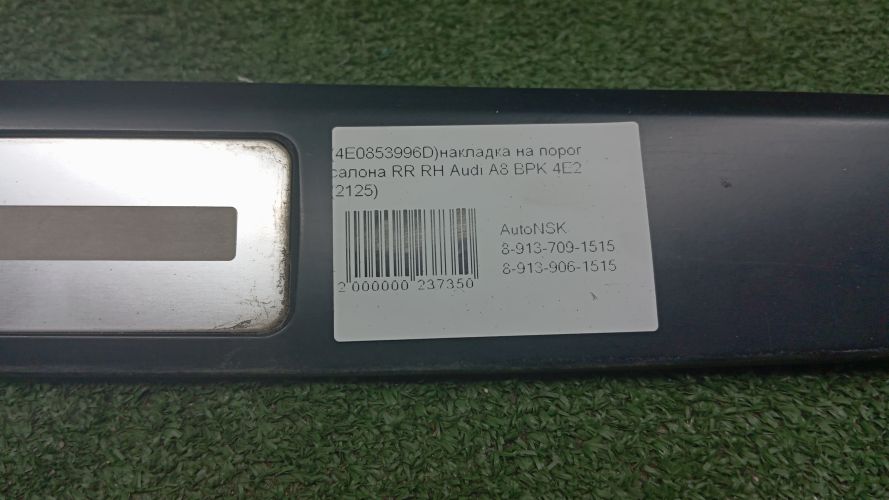 (4E0853996D)накладка на порог
салона RR RH Audi A8 BPK 4E2
(2125)
AutoNSK
8-913-709-1515
8-913-906-1515
2 000000 237350